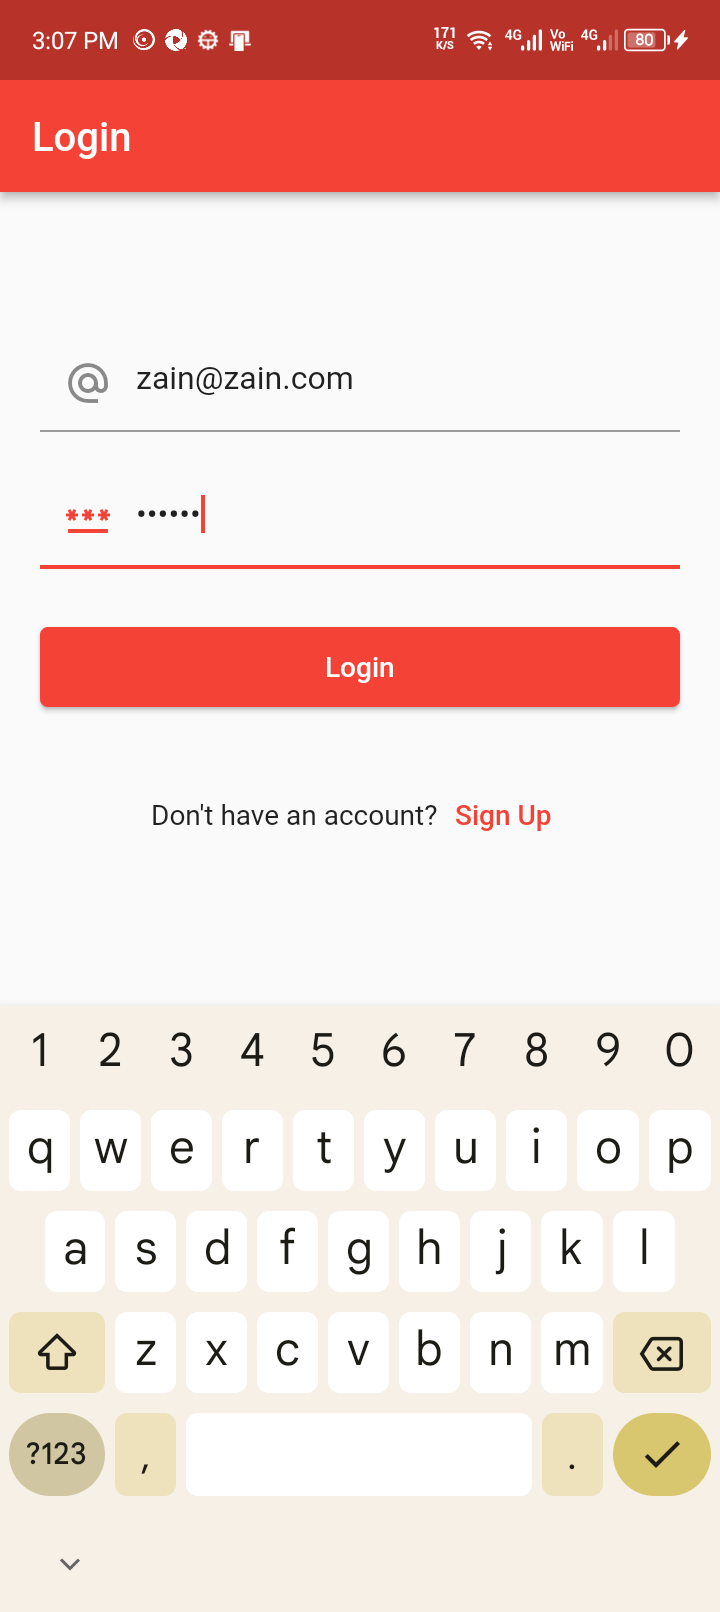 3:07 PM 171 K/S 4G Vo WiFi 4G 80
Login
zain@zain.com
***  ••••••
Login
Don't have an account? Sign Up
1 2 3 4 5 6 7 8 9 0
q w e r t y u i o p
a s d f g h j k l
z x c v b n m
?123 , .